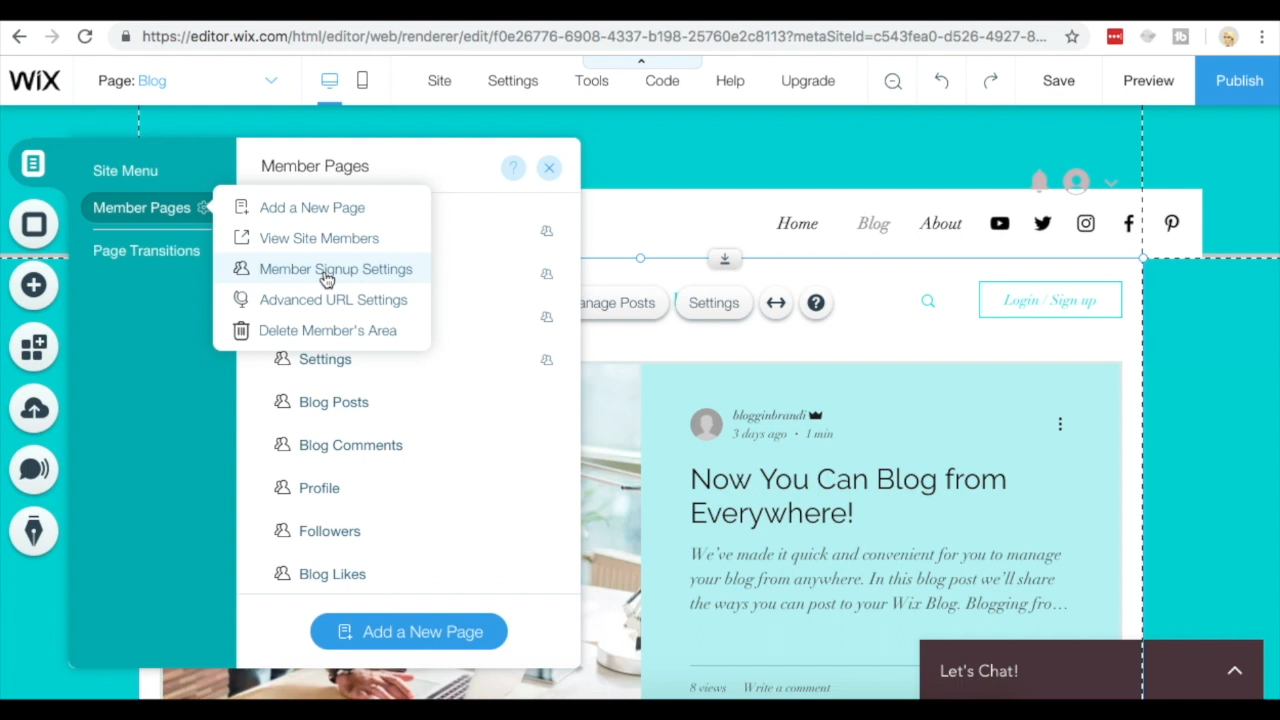 https://editor.wix.com/html/editor/web/renderer/edit/f0e26776-6908-4337-b198-25760e2c8113?metaSiteId=c543fea0-d526-4927-8...
WiX
Page: Blog
Site
Settings
Tools
Code
Help
Upgrade
Save
Preview
Publish
Site Menu
Member Pages
Page Transitions
Member Pages
?
Add a New Page
View Site Members
Member Signup Settings
Advanced URL Settings
Delete Member's Area
Settings
Blog Posts
Blog Comments
Profile
Followers
Blog Likes
Add a New Page
Home
Blog
About
anage Posts
Settings
?
Login / Sign up
blogginbrandi
3 days ago · 1 min
Now You Can Blog from
Everywhere!
We've made it quick and convenient for you to manage
your blog from anywhere. In this blog post we'll share
the ways you can post to your Wix Blog. Blogging fro...
8 views Write a comment
Let's Chat!